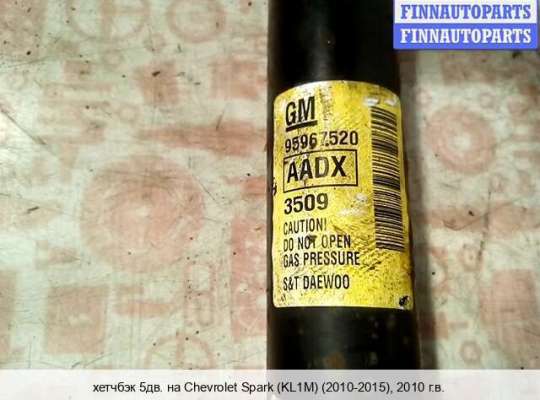 FINNAUTOPARTS
FINNAUTOPARTS
GM
95967520
AADX
3509
CAUTION!
DO NOT OPEN
GAS PRESSURE
S&T DAEWOO
хетчбэк 5дв. на Chevrolet Spark (KL1M) (2010-2015), 2010 г.в.